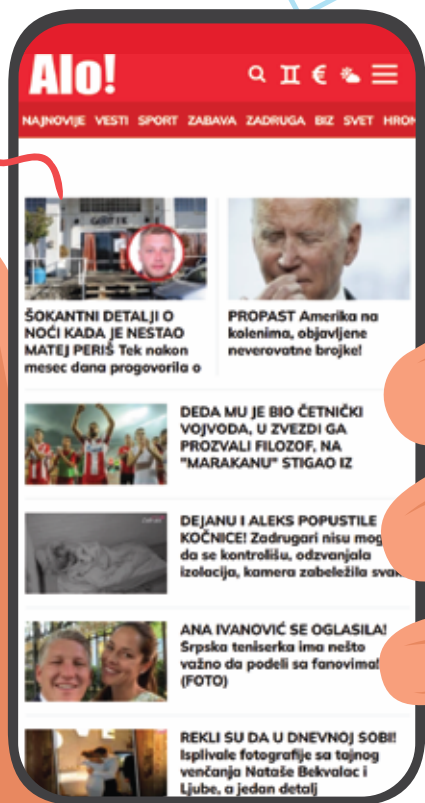 Alo!
NAJNOVIJE VESTI SPORT ZABAVA ZADRUGA BIZ SVET HRON
ŠOKANTNI DETALJI O
NOĆI KADA JE NESTAO
MATEJ PERIŠ Tek nakon
mesec dana progovorila o
PROPAST Amerika na
kolenima, objavljene
neverovatne brojke!
DEDA MU JE BIO ČETNIČKI
VOJVODA, U ZVEZDI GA
PROZVALI FILOZOF, NA
"MARAKANU" STIGAO IZ
DEJANU I ALEKS POPUSTILE
KOČNICE! Zadrugari nisu mog
da se kontrolišu, odzvanjala
izolacija, kamera zabeležila svak
ANA IVANOVIĆ SE OGLASILA!
Srpska teniserka ima nešto
važno da podeli sa fanovima!
(FOTO)
REKLI SU DA U DNEVNOJ SOBI!
Isplivale fotografije sa tajnog
venčanja Nataše Bekvalac i
Ljube, a jedan detalj